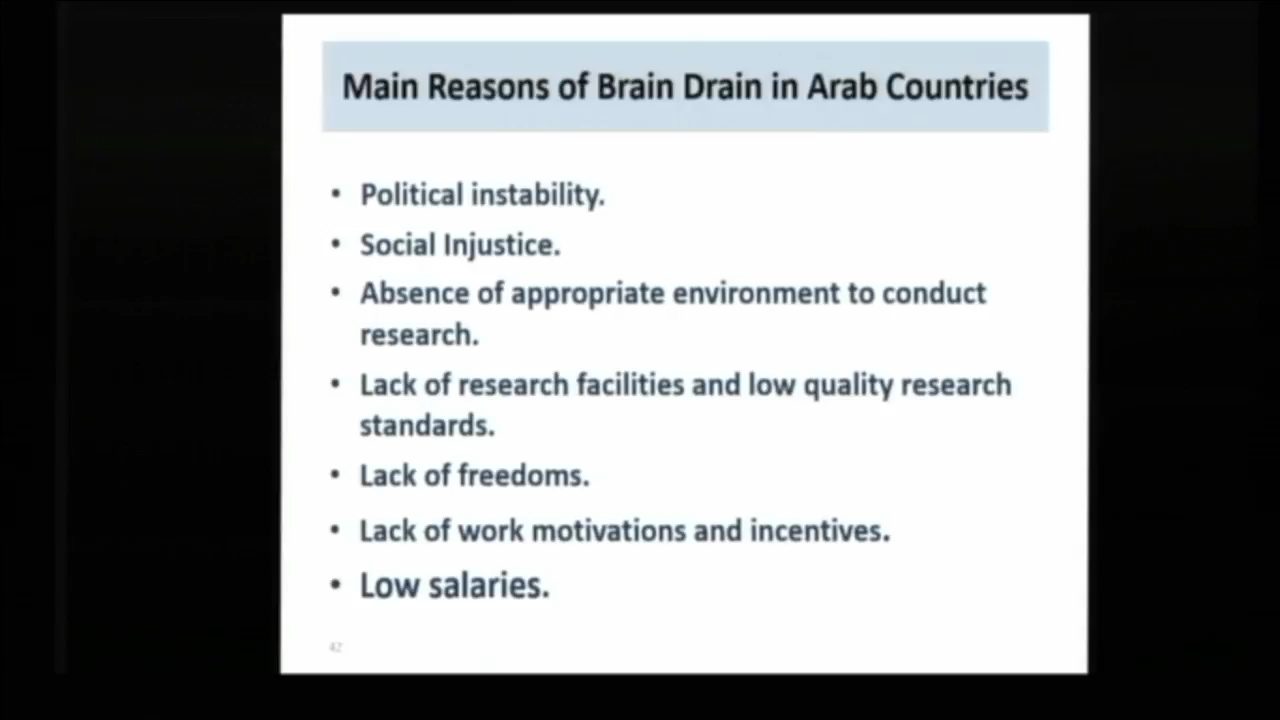 Main Reasons of Brain Drain in Arab Countries
• Political instability.
• Social Injustice.
• Absence of appropriate environment to conduct
research.
• Lack of research facilities and low quality research
standards.
• Lack of freedoms.
• Lack of work motivations and incentives.
• Low salaries.
42